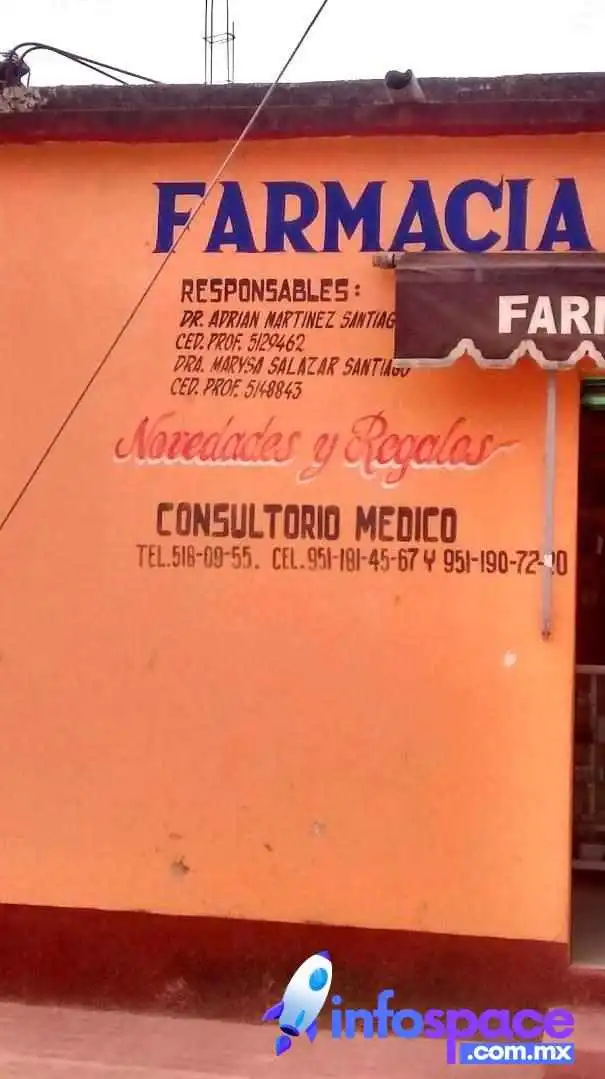 FARMACIA
RESPONSABLES:
DR. ADRIAN MARTINEZ SANTIAG
CED. PROF. 5129462
DRA. MARYSA SALAZAR SANTIAGO
CED. PROF. 5148843
FAR
Novedades y Regalos
CONSULTORIO MEDICO
TEL.518-09-55. CEL.951-181-45-67 Y
infospace
.com.mx